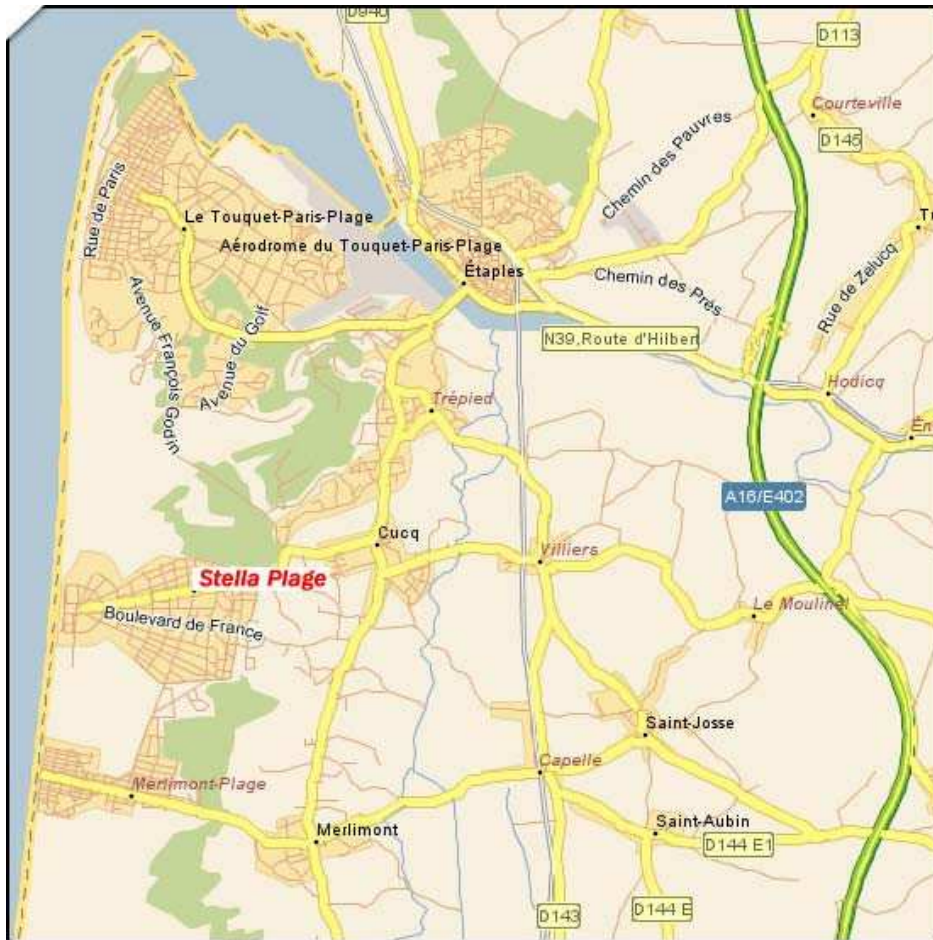 D940
D113
Courteville
D145
Chemin des Pauvres
Rue de Paris
Le Touquet-Paris-Plage
Aérodrome du Touquet-Paris-Plage
Étaples
Chemin des Prés
Rue de Zelucq
N39,Route d'Hilbert
Avenue François Godin
Avenue du Golf
Trépied
Hodicq
A16/E402
Cucq
Villiers
Stella Plage
Boulevard de France
Le Moulinel
Saint-Josse
Capelle
Merlimont-Plage
Merlimont
Saint-Aubin
D144 E1
D143
D144 E